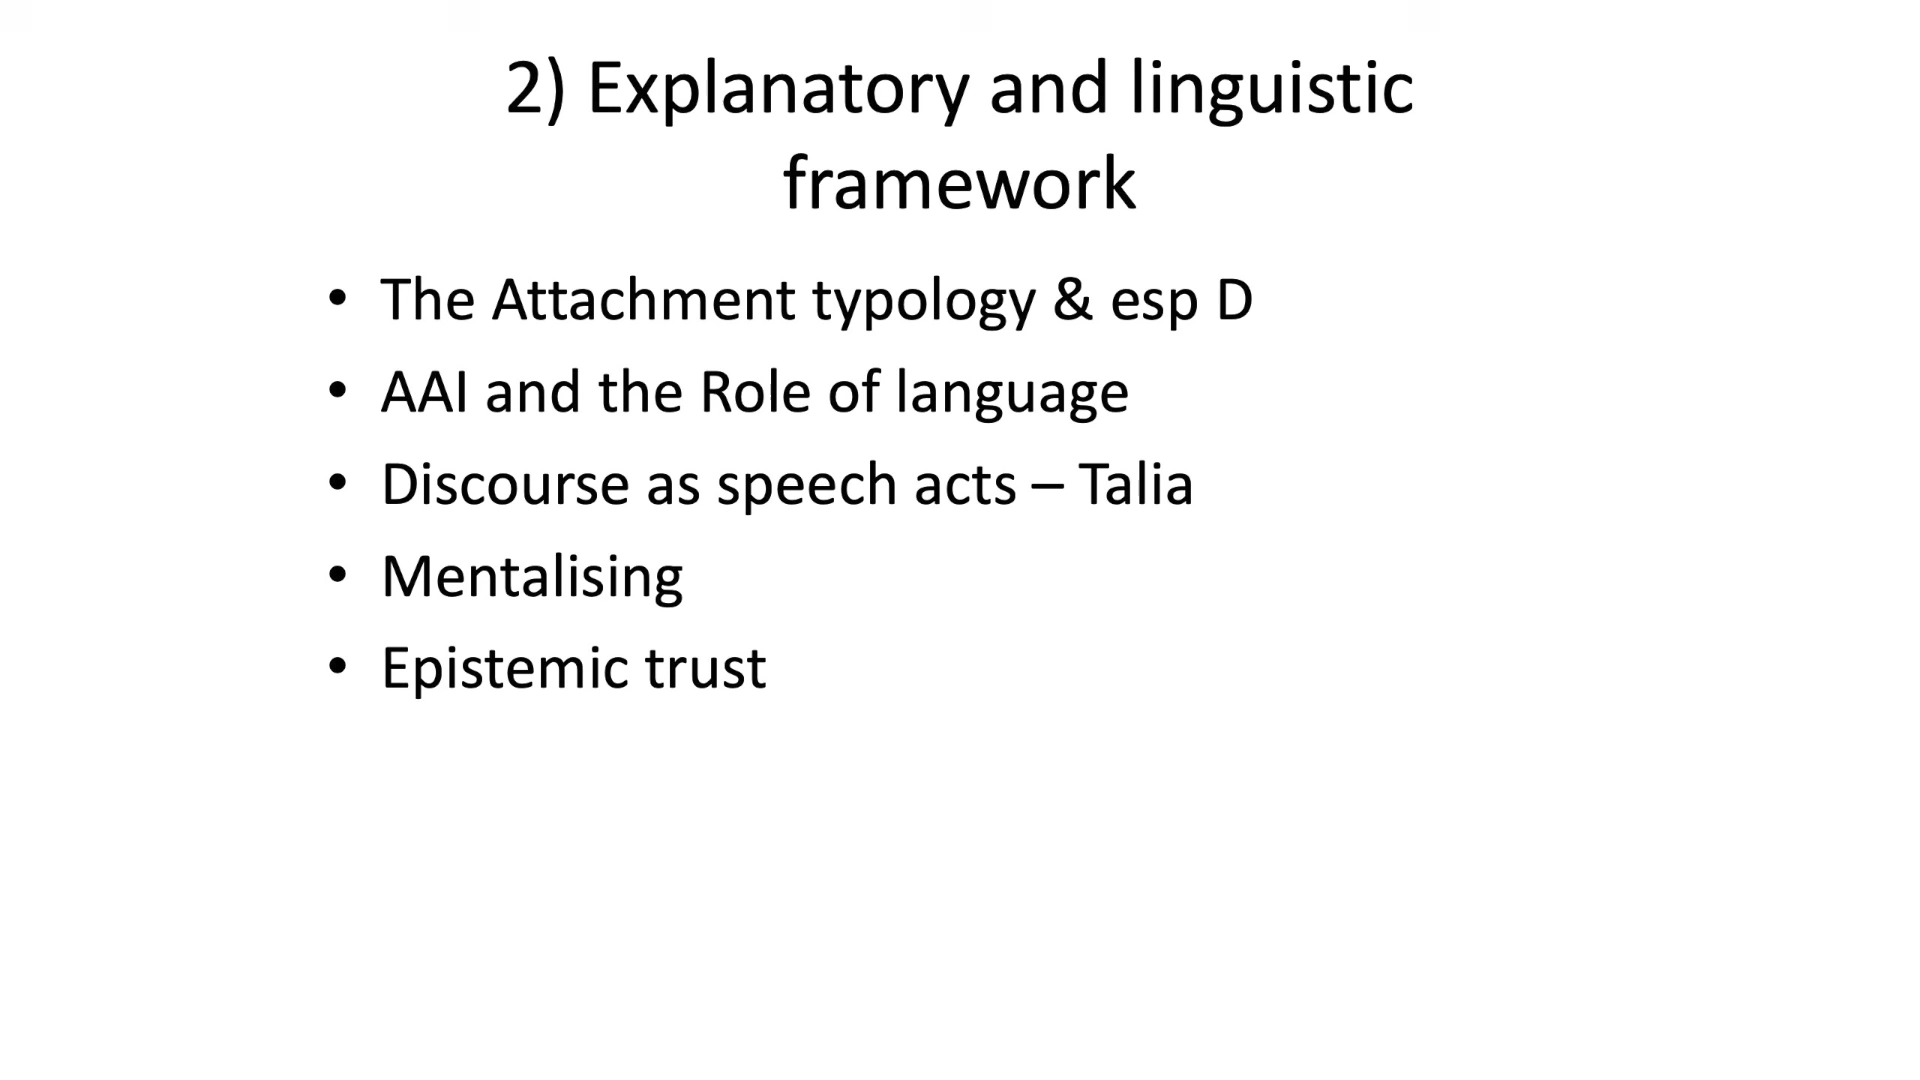 2) Explanatory and linguistic
framework
• The Attachment typology & esp D
• AAI and the Role of language
• Discourse as speech acts – Talia
• Mentalising
• Epistemic trust